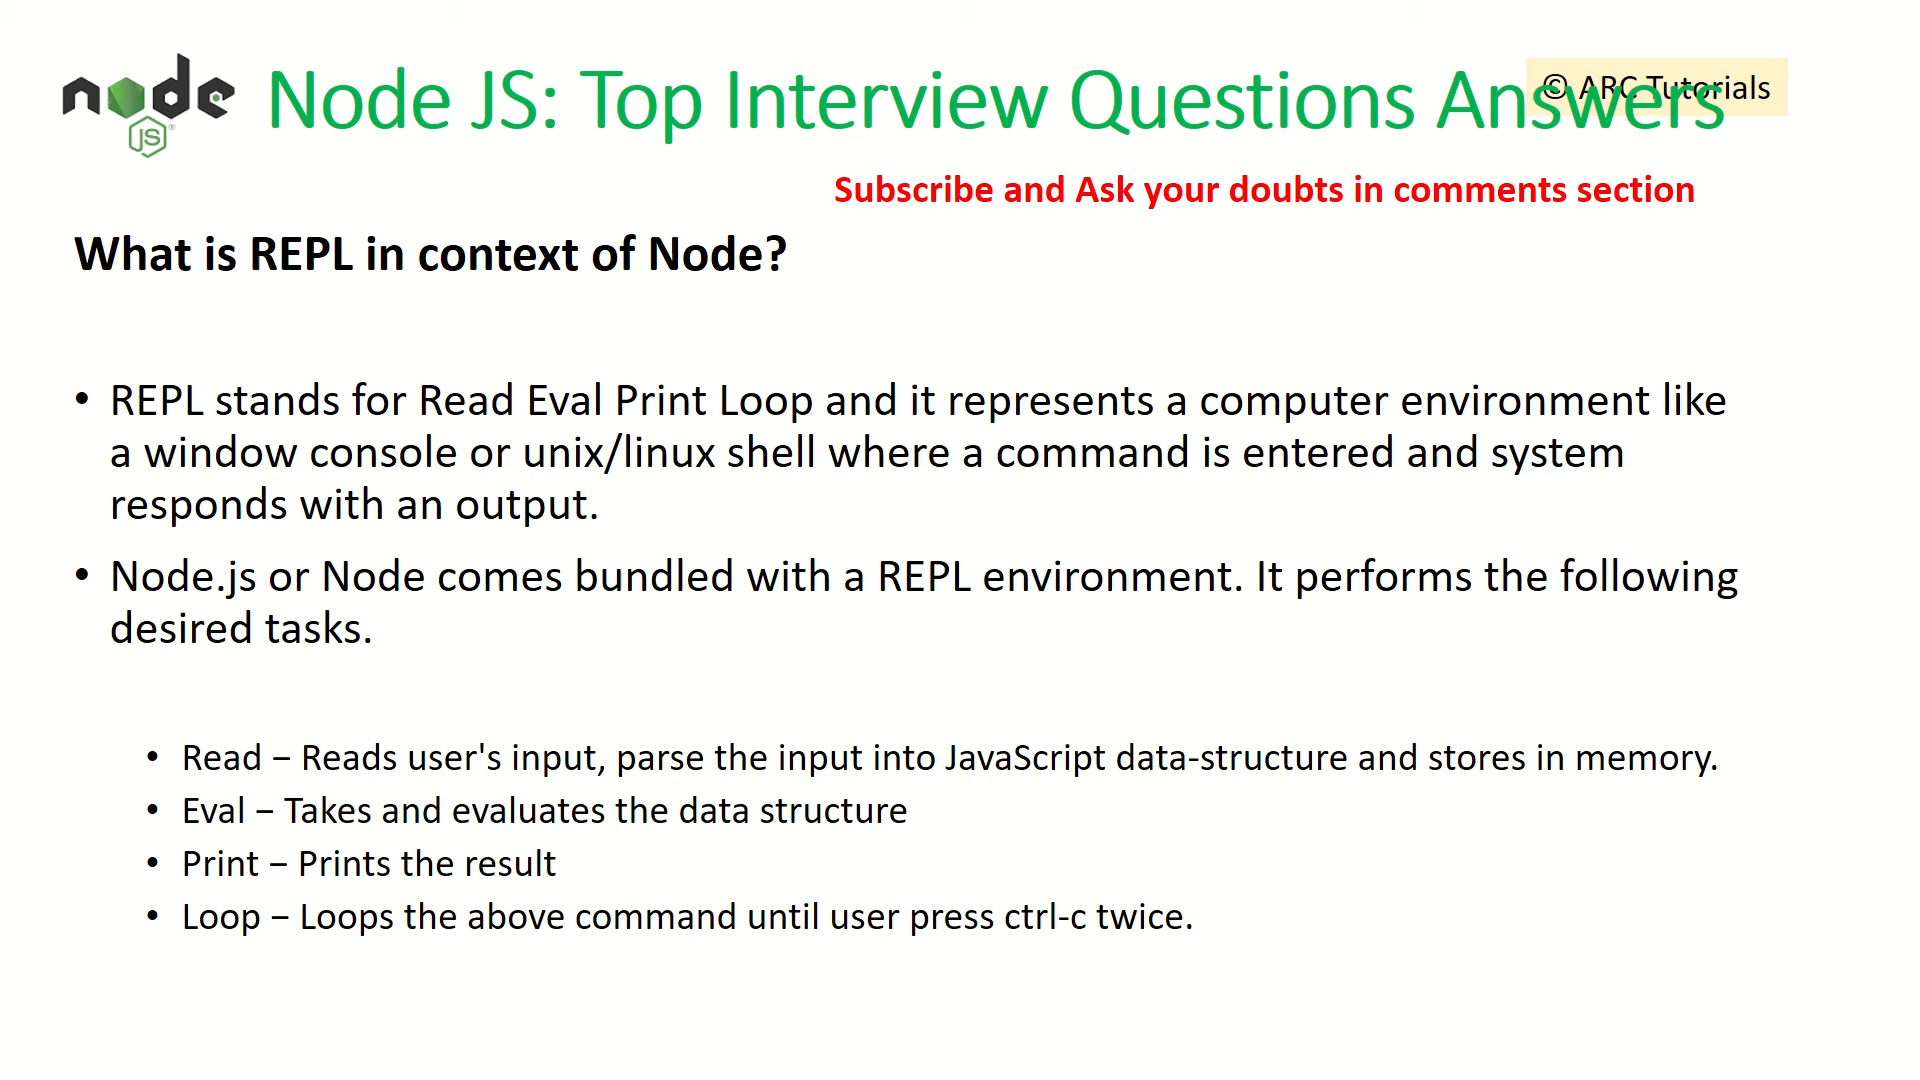 node
JS
Node JS: Top Interview Questions Answers
© ARC Tutorials
Subscribe and Ask your doubts in comments section
What is REPL in context of Node?
• REPL stands for Read Eval Print Loop and it represents a computer environment like
a window console or unix/linux shell where a command is entered and system
responds with an output.
• Node.js or Node comes bundled with a REPL environment. It performs the following
desired tasks.
• Read − Reads user's input, parse the input into JavaScript data-structure and stores in memory.
• Eval − Takes and evaluates the data structure
• Print − Prints the result
• Loop − Loops the above command until user press ctrl-c twice.